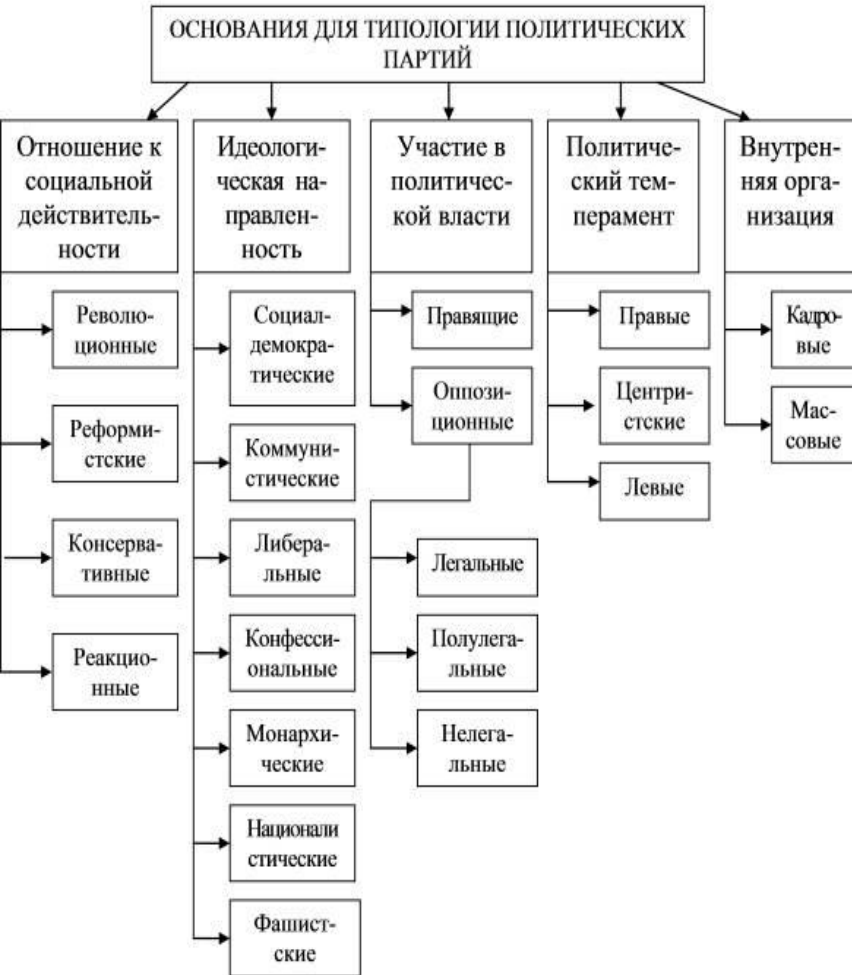 ОСНОВАНИЯ ДЛЯ ТИПОЛОГИИ ПОЛИТИЧЕСКИХ
ПАРТИЙ
Отношение к
социальной
действитель-
ности
Револю-
ционные
Реформи-
стские
Консерва-
тивные
Реакцио-
нные
Идеологи-
ческая на-
правлен-
ность
Социал-
демокра-
тические
Коммуни-
стические
Либера-
льные
Конфесси-
ональные
Монархи-
ческие
Национали
стические
Фашист-
ские
Участие в
политичес-
кой власти
Правящие
Оппози-
ционные
Легальные
Полулега-
льные
Нелега-
льные
Политиче-
ский тем-
перамент
Правые
Центри-
стские
Левые
Внутрен-
няя орга-
низация
Кадро-
вые
Мас-
совые